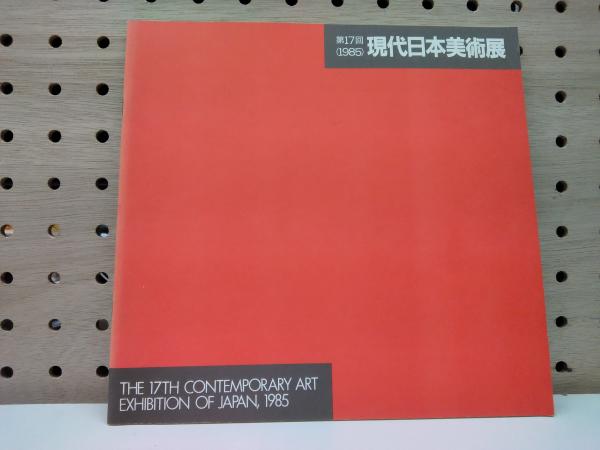 第17回
(1985)
現代日本美術展
THE 17TH CONTEMPORARY ART
EXHIBITION OF JAPAN, 1985